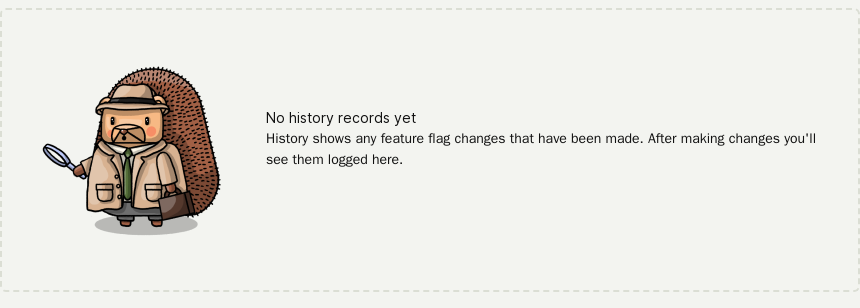 No history records yet
History shows any feature flag changes that have been made. After making changes you'll
see them logged here.